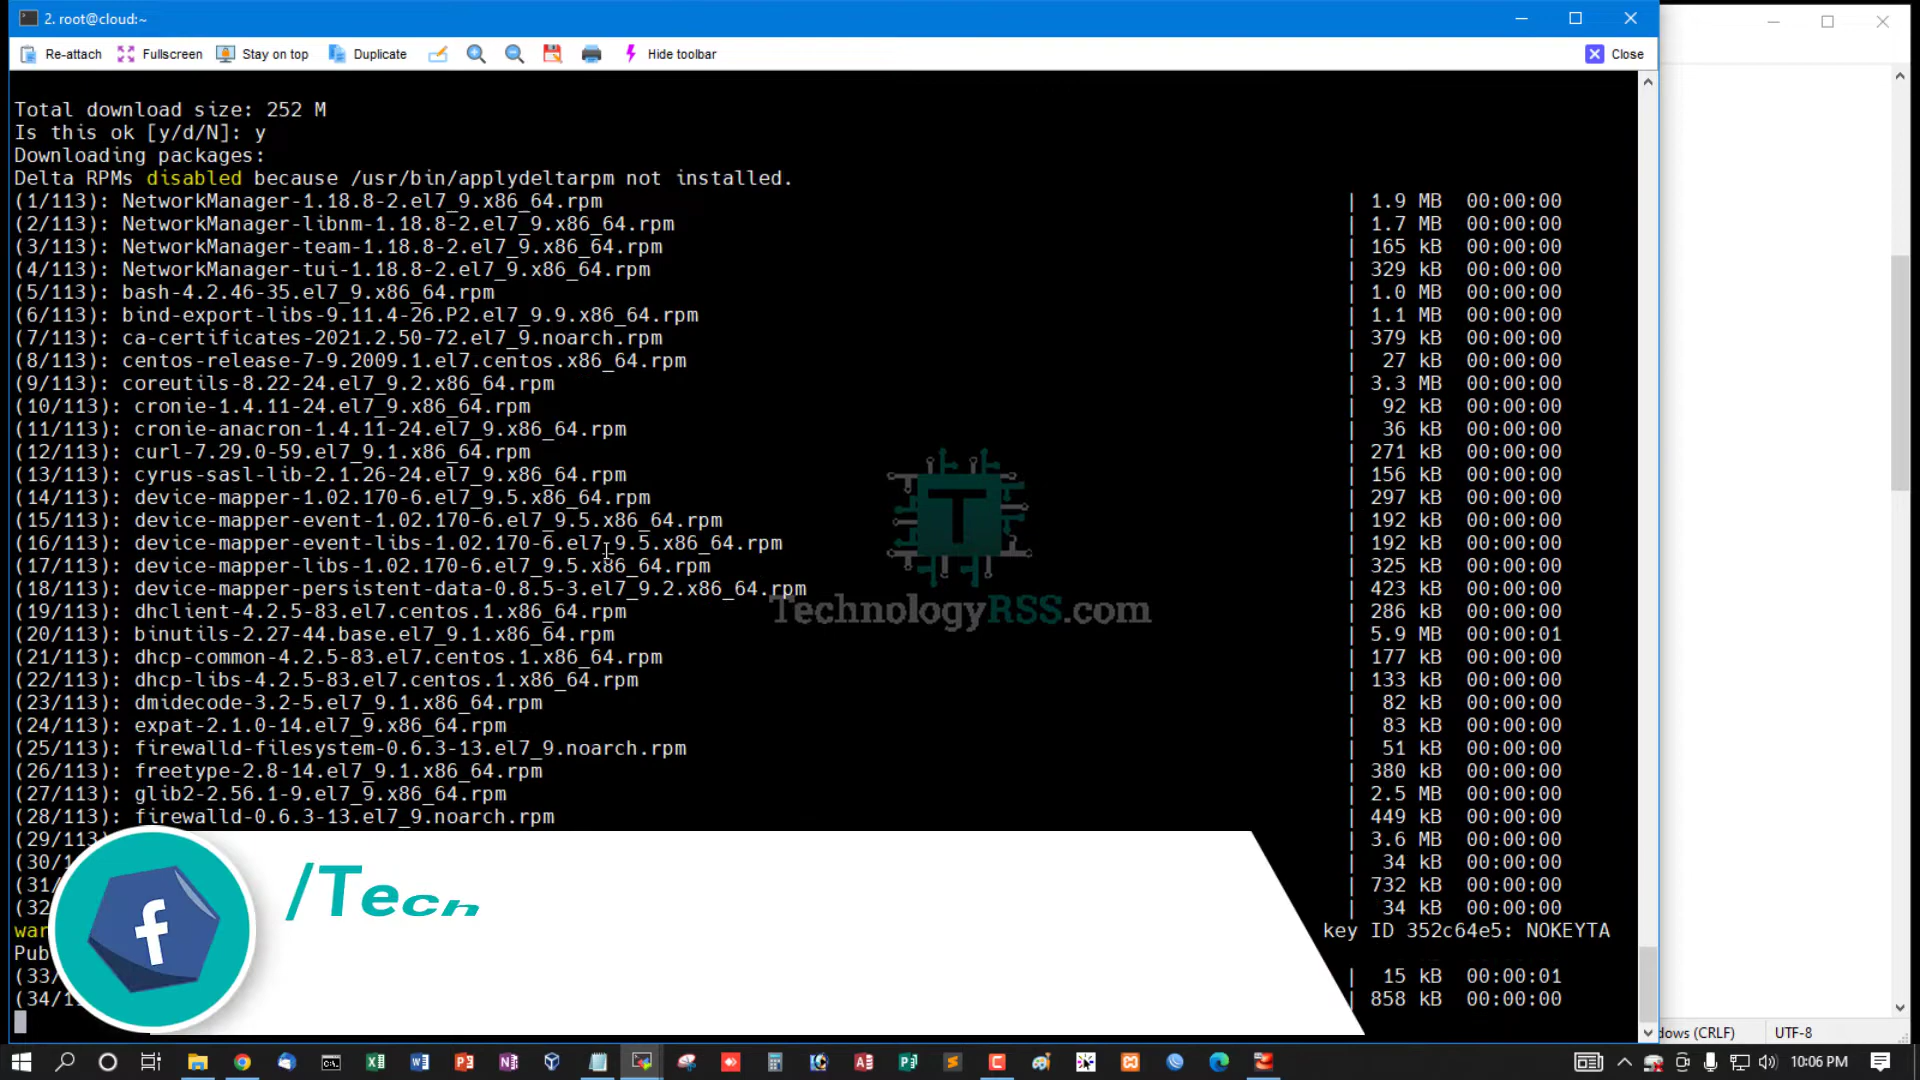 2. root@cloud:~
Re-attach Fullscreen Stay on top Duplicate Hide toolbar Close
Total download size: 252 M
Is this ok [y/d/N]: y
Downloading packages:
Delta RPMs disabled because /usr/bin/applydeltarpm not installed.
(1/113): NetworkManager-1.18.8-2.el7_9.x86_64.rpm | 1.9 MB 00:00:00
(2/113): NetworkManager-libnm-1.18.8-2.el7_9.x86_64.rpm | 1.7 MB 00:00:00
(3/113): NetworkManager-team-1.18.8-2.el7_9.x86_64.rpm | 165 kB 00:00:00
(4/113): NetworkManager-tui-1.18.8-2.el7_9.x86_64.rpm | 329 kB 00:00:00
(5/113): bash-4.2.46-35.el7_9.x86_64.rpm | 1.0 MB 00:00:00
(6/113): bind-export-libs-9.11.4-26.P2.el7_9.9.x86_64.rpm | 1.1 MB 00:00:00
(7/113): ca-certificates-2021.2.50-72.el7_9.noarch.rpm | 379 kB 00:00:00
(8/113): centos-release-7-9.2009.1.el7.centos.x86_64.rpm | 27 kB 00:00:00
(9/113): coreutils-8.22-24.el7_9.2.x86_64.rpm | 3.3 MB 00:00:00
(10/113): cronie-1.4.11-24.el7_9.x86_64.rpm | 92 kB 00:00:00
(11/113): cronie-anacron-1.4.11-24.el7_9.x86_64.rpm | 36 kB 00:00:00
(12/113): curl-7.29.0-59.el7_9.1.x86_64.rpm | 271 kB 00:00:00
(13/113): cyrus-sasl-lib-2.1.26-24.el7_9.x86_64.rpm | 156 kB 00:00:00
(14/113): device-mapper-1.02.170-6.el7_9.5.x86_64.rpm | 297 kB 00:00:00
(15/113): device-mapper-event-1.02.170-6.el7_9.5.x86_64.rpm | 192 kB 00:00:00
(16/113): device-mapper-event-libs-1.02.170-6.el7_9.5.x86_64.rpm | 192 kB 00:00:00
(17/113): device-mapper-libs-1.02.170-6.el7_9.5.x86_64.rpm | 325 kB 00:00:00
(18/113): device-mapper-persistent-data-0.8.5-3.el7_9.2.x86_64.rpm | 423 kB 00:00:00
(19/113): dhclient-4.2.5-83.el7.centos.1.x86_64.rpm | 286 kB 00:00:00
TechnologyRSS.com
(20/113): binutils-2.27-44.base.el7_9.1.x86_64.rpm | 5.9 MB 00:00:01
(21/113): dhcp-common-4.2.5-83.el7.centos.1.x86_64.rpm | 177 kB 00:00:00
(22/113): dhcp-libs-4.2.5-83.el7.centos.1.x86_64.rpm | 133 kB 00:00:00
(23/113): dmidecode-3.2-5.el7_9.1.x86_64.rpm | 82 kB 00:00:00
(24/113): expat-2.1.0-14.el7_9.x86_64.rpm | 83 kB 00:00:00
(25/113): firewalld-filesystem-0.6.3-13.el7_9.noarch.rpm | 51 kB 00:00:00
(26/113): freetype-2.8-14.el7_9.1.x86_64.rpm | 380 kB 00:00:00
(27/113): glib2-2.56.1-9.el7_9.x86_64.rpm | 2.5 MB 00:00:00
(28/113): firewalld-0.6.3-13.el7_9.noarch.rpm | 449 kB 00:00:00
(29/113 | 3.6 MB 00:00:00
(30/1 | 34 kB 00:00:00
(31/ | 732 kB 00:00:00
(32 | 34 kB 00:00:00
/Tech
war key ID 352c64e5: NOKEYTA
Pub
(33/ | 15 kB 00:00:01
(34/1 | 858 kB 00:00:00
dows (CRLF) UTF-8
10:06 PM